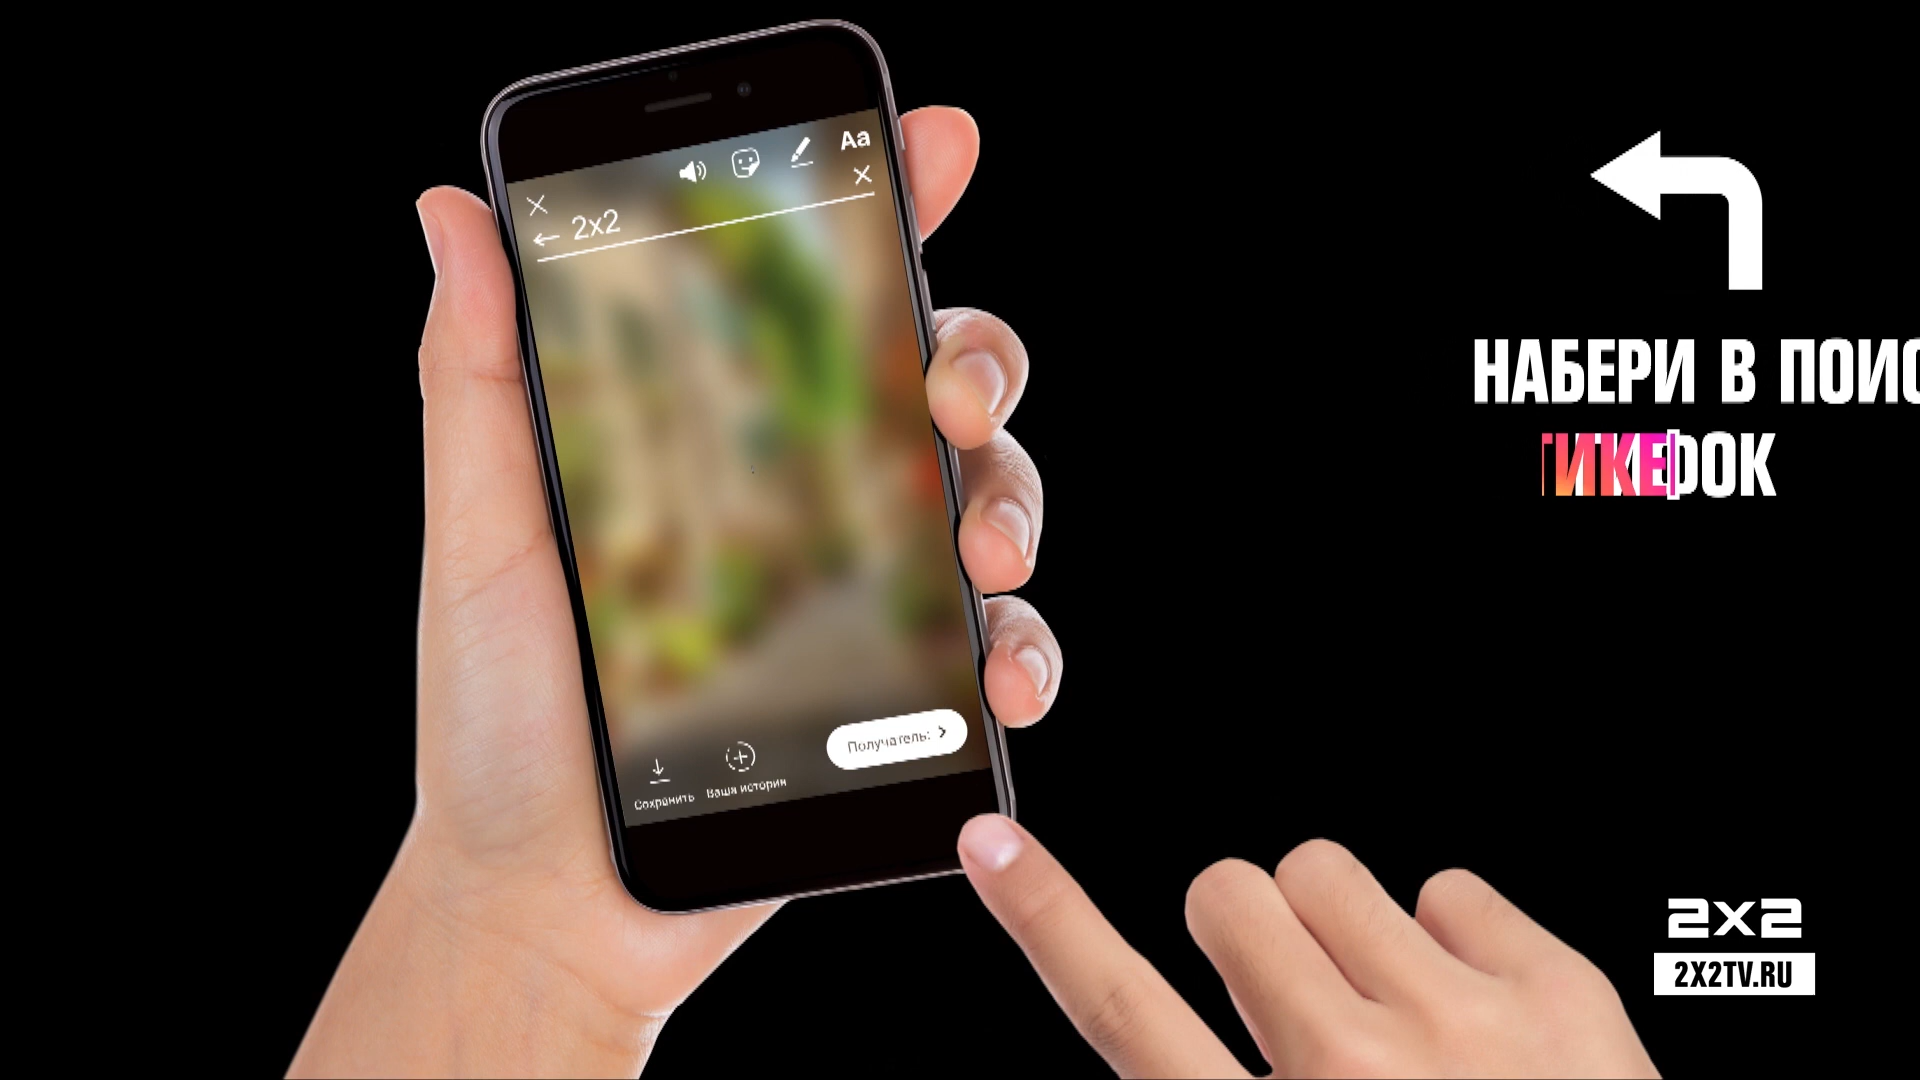 Aa
2x2
Получатель:
Сохранить
Ваша история
НАБЕРИ В ПОИС
2X2
2X2TV.RU